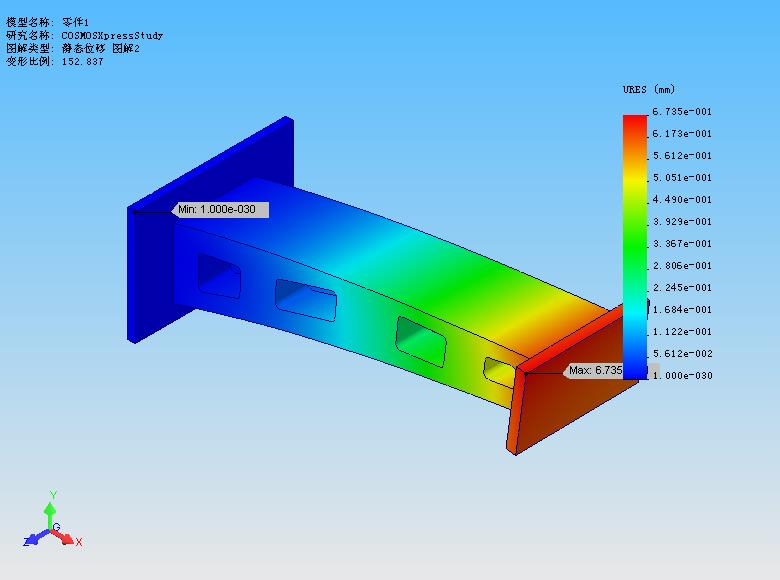 模型名称: 零件1
研究名称: COSMOSXpressStudy
图解类型: 静态位移 图解2
变形比例: 152.837
URES (mm)
6.735e-001
6.173e-001
5.612e-001
5.051e-001
4.490e-001
3.929e-001
3.367e-001
2.806e-001
2.245e-001
1.684e-001
1.122e-001
5.612e-002
1.000e-030
Min: 1.000e-030
Max: 6.735
Y
G
Z
X